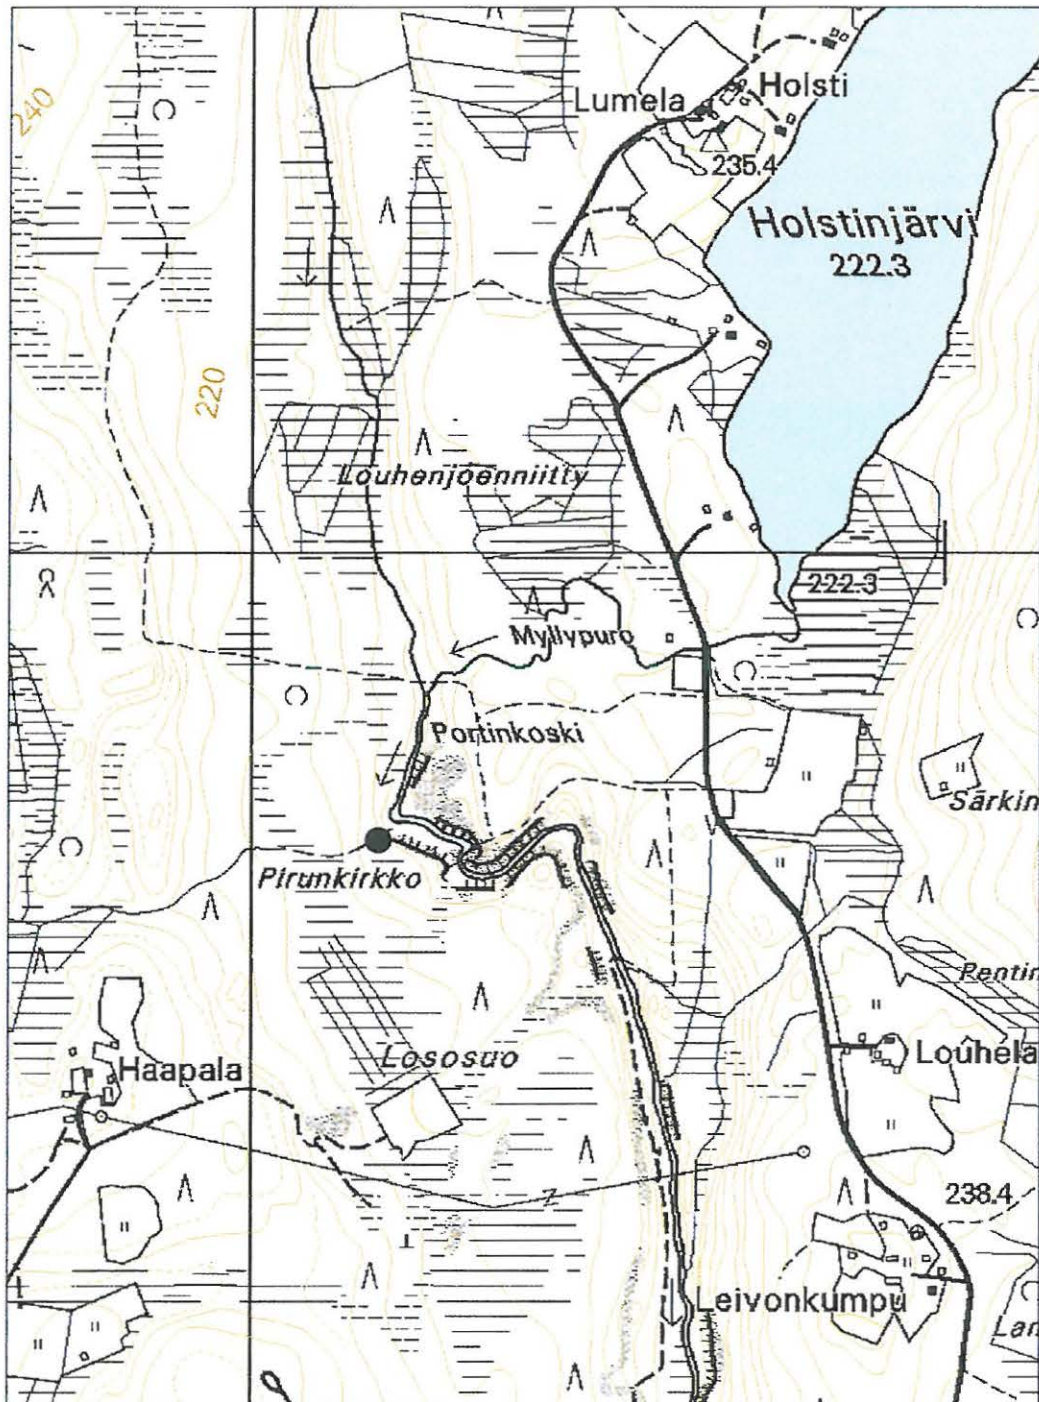 Holsti
Lumela
240
235.4
Holstinjärvi
222.3
220
Louhenjoenniitty
222.3
Myllypuro
Portinkoski
Särkin
Pirunkirkko
Pentin
Louhela
Lososuo
Haapala
238.4
Leivonkumpu
Lan